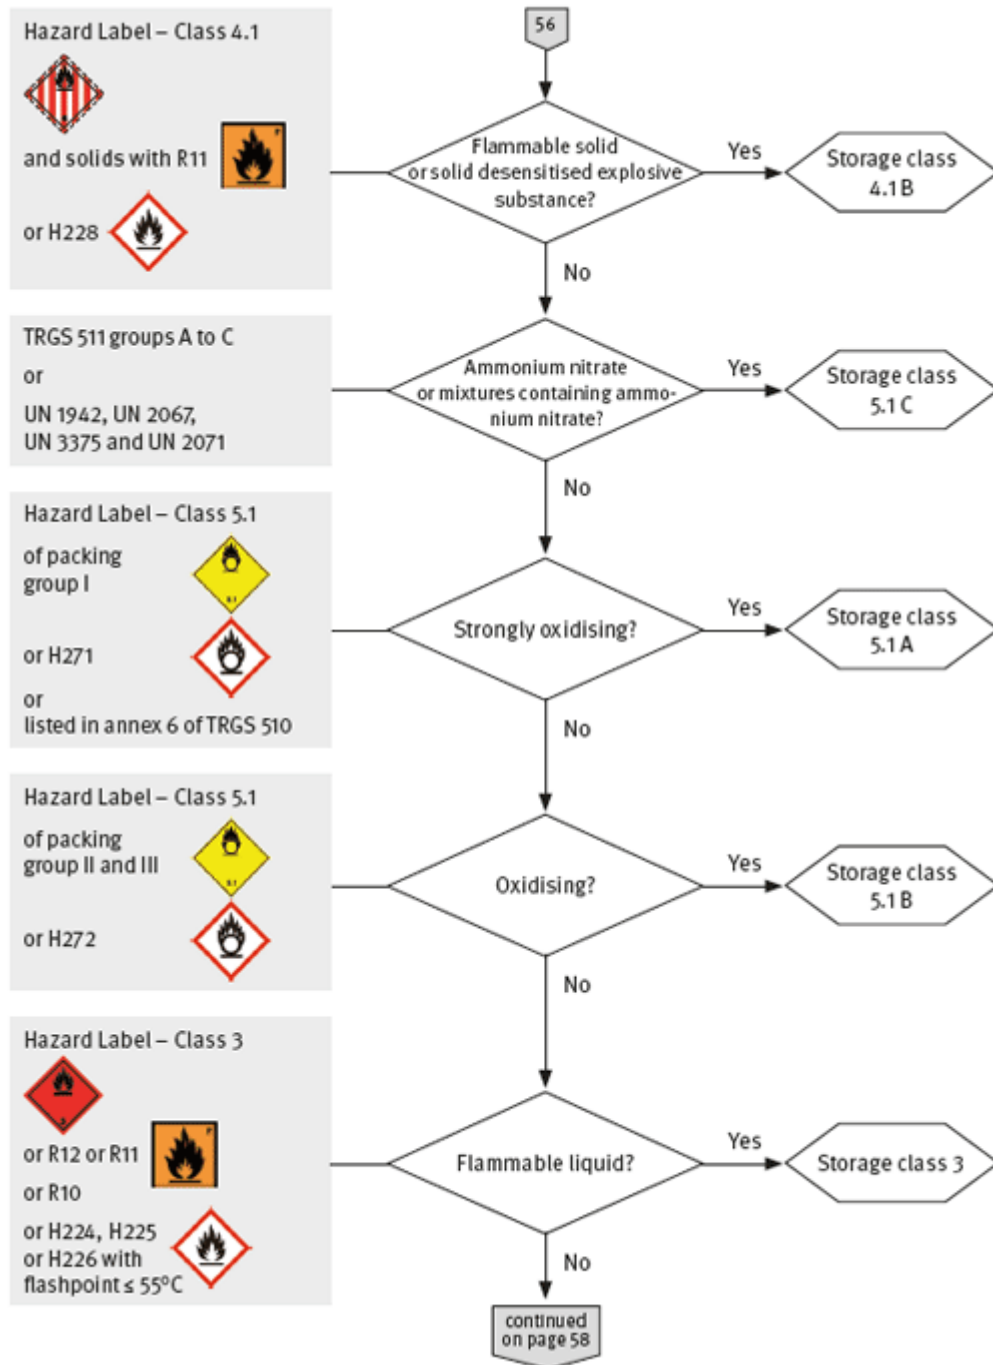 56
Hazard Label – Class 4.1
and solids with R11
or H228
Flammable solid
or solid desensitised explosive
substance?
Yes
Storage class
4.1 B
No
TRGS 511 groups A to C
or
UN 1942, UN 2067,
UN 3375 and UN 2071
Ammonium nitrate
or mixtures containing ammo-
nium nitrate?
Yes
Storage class
5.1 C
No
Hazard Label – Class 5.1
of packing
group I
5.1
or H271
or
listed in annex 6 of TRGS 510
Strongly oxidising?
Yes
Storage class
5.1 A
No
Hazard Label – Class 5.1
of packing
group II and III
5.1
or H272
Oxidising?
Yes
Storage class
5.1 B
No
Hazard Label – Class 3
3
or R12 or R11
or R10
or H224, H225
or H226 with
flashpoint ≤ 55°C
Flammable liquid?
Yes
Storage class 3
No
continued
on page 58